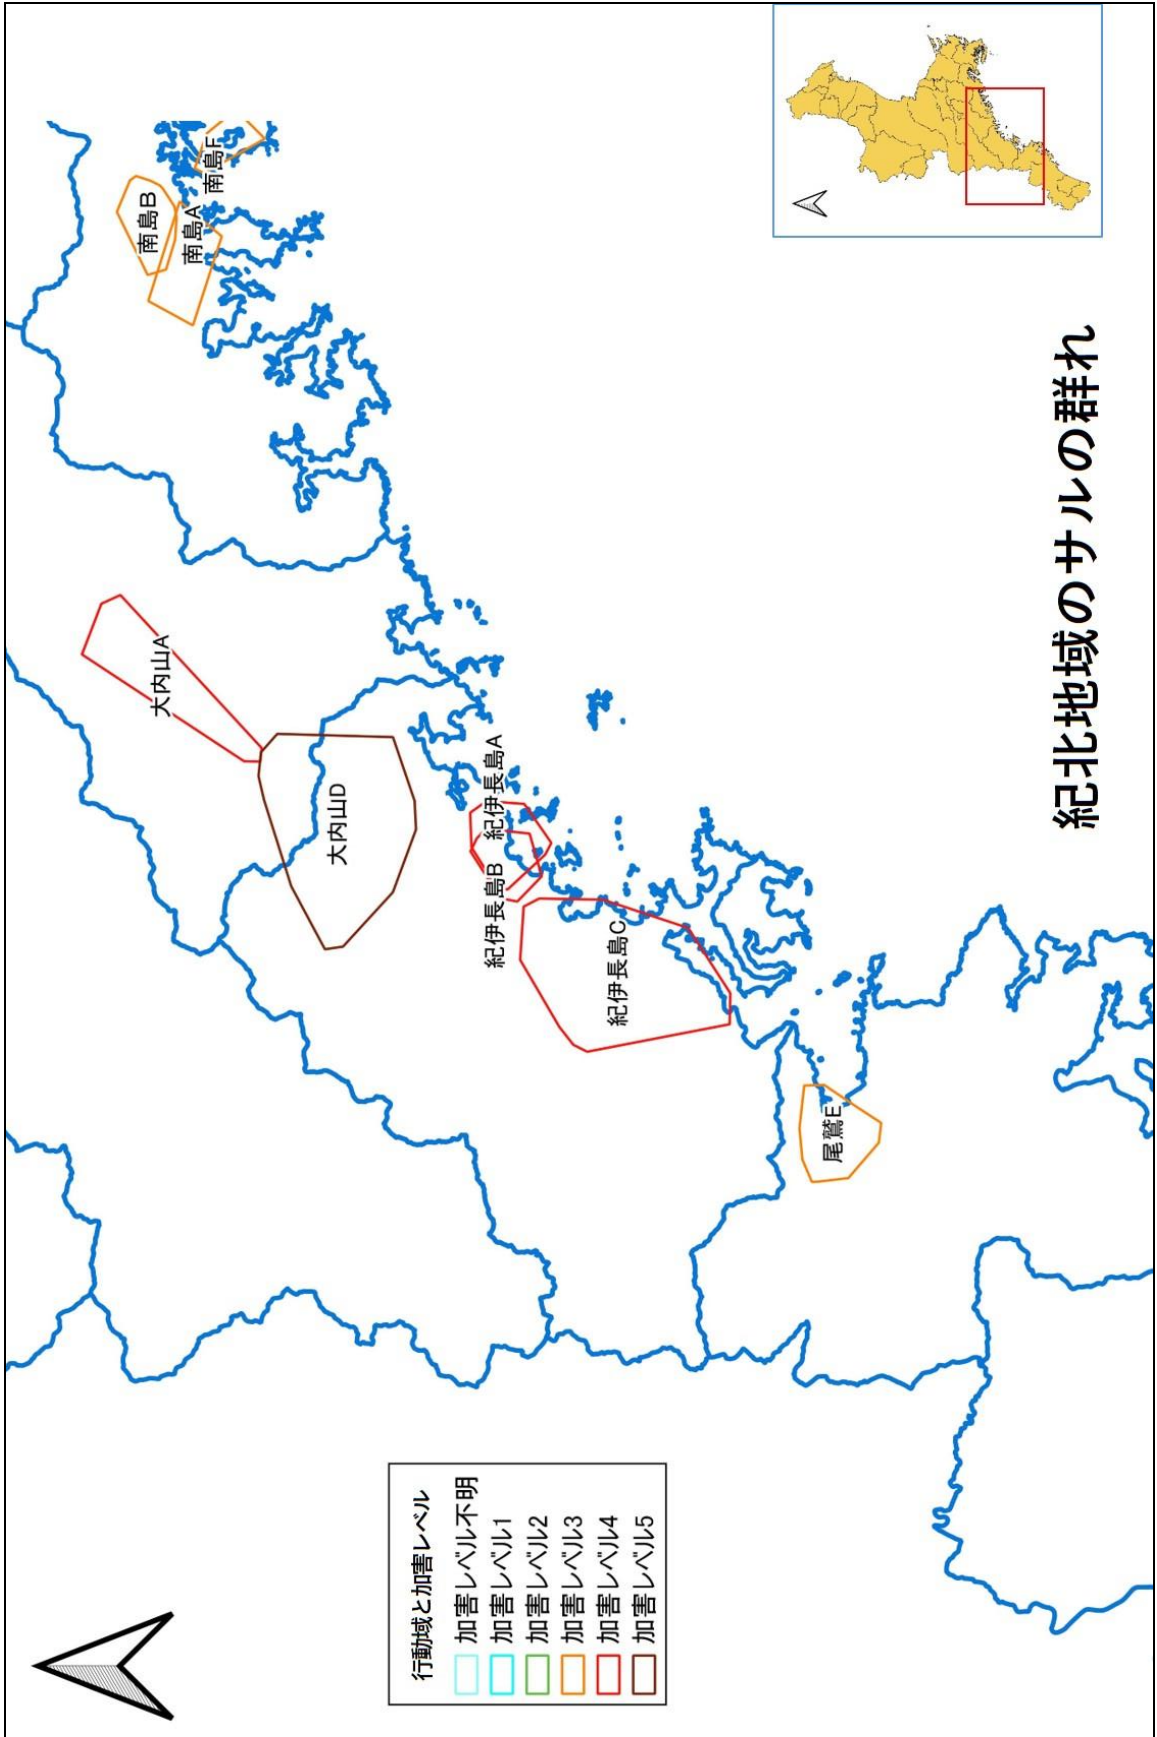 紀北地域のサルの群れ
行動域と加害レベル
加害レベル不明
加害レベル1
加害レベル2
加害レベル3
加害レベル4
加害レベル5
大内山A
大内山D
紀伊長島A
紀伊長島B
紀伊長島C
尾鷲E
南島B
南島A
南島F